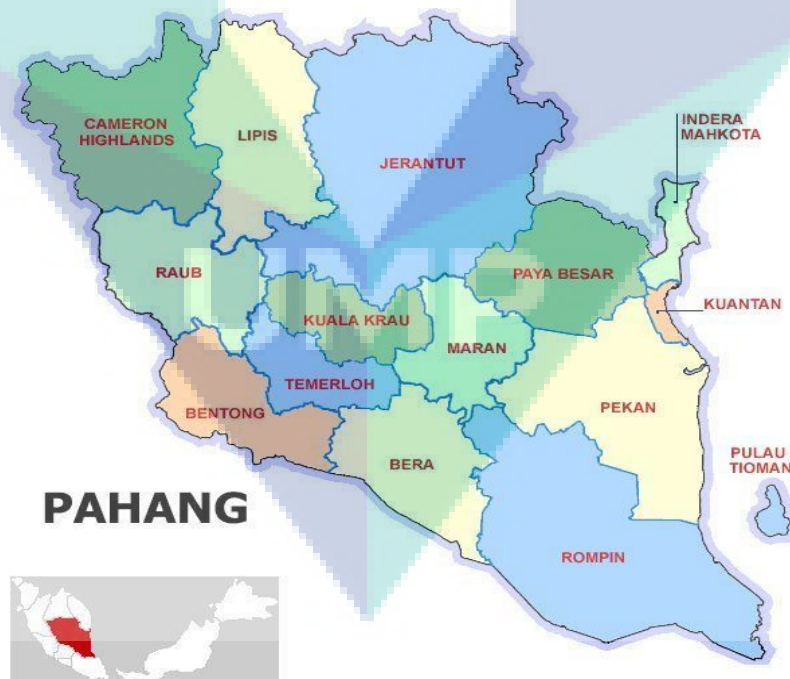 CAMERON
HIGHLANDS
LIPIS
JERANTUT
INDERA
MAHKOTA
RAUB
PAYA BESAR
KUANTAN
KUALA KRAU
MARAN
TEMERLOH
BENTONG
PEKAN
BERA
PULAU
TIOMAN
PAHANG
ROMPIN
UMP